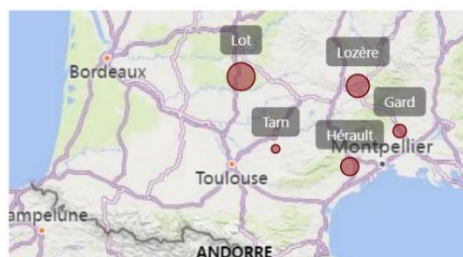 Lot
Lozère
Bordeaux
Gard
Tarn
Hérault
Montpellier
Toulouse
ampelune
ANDORRE